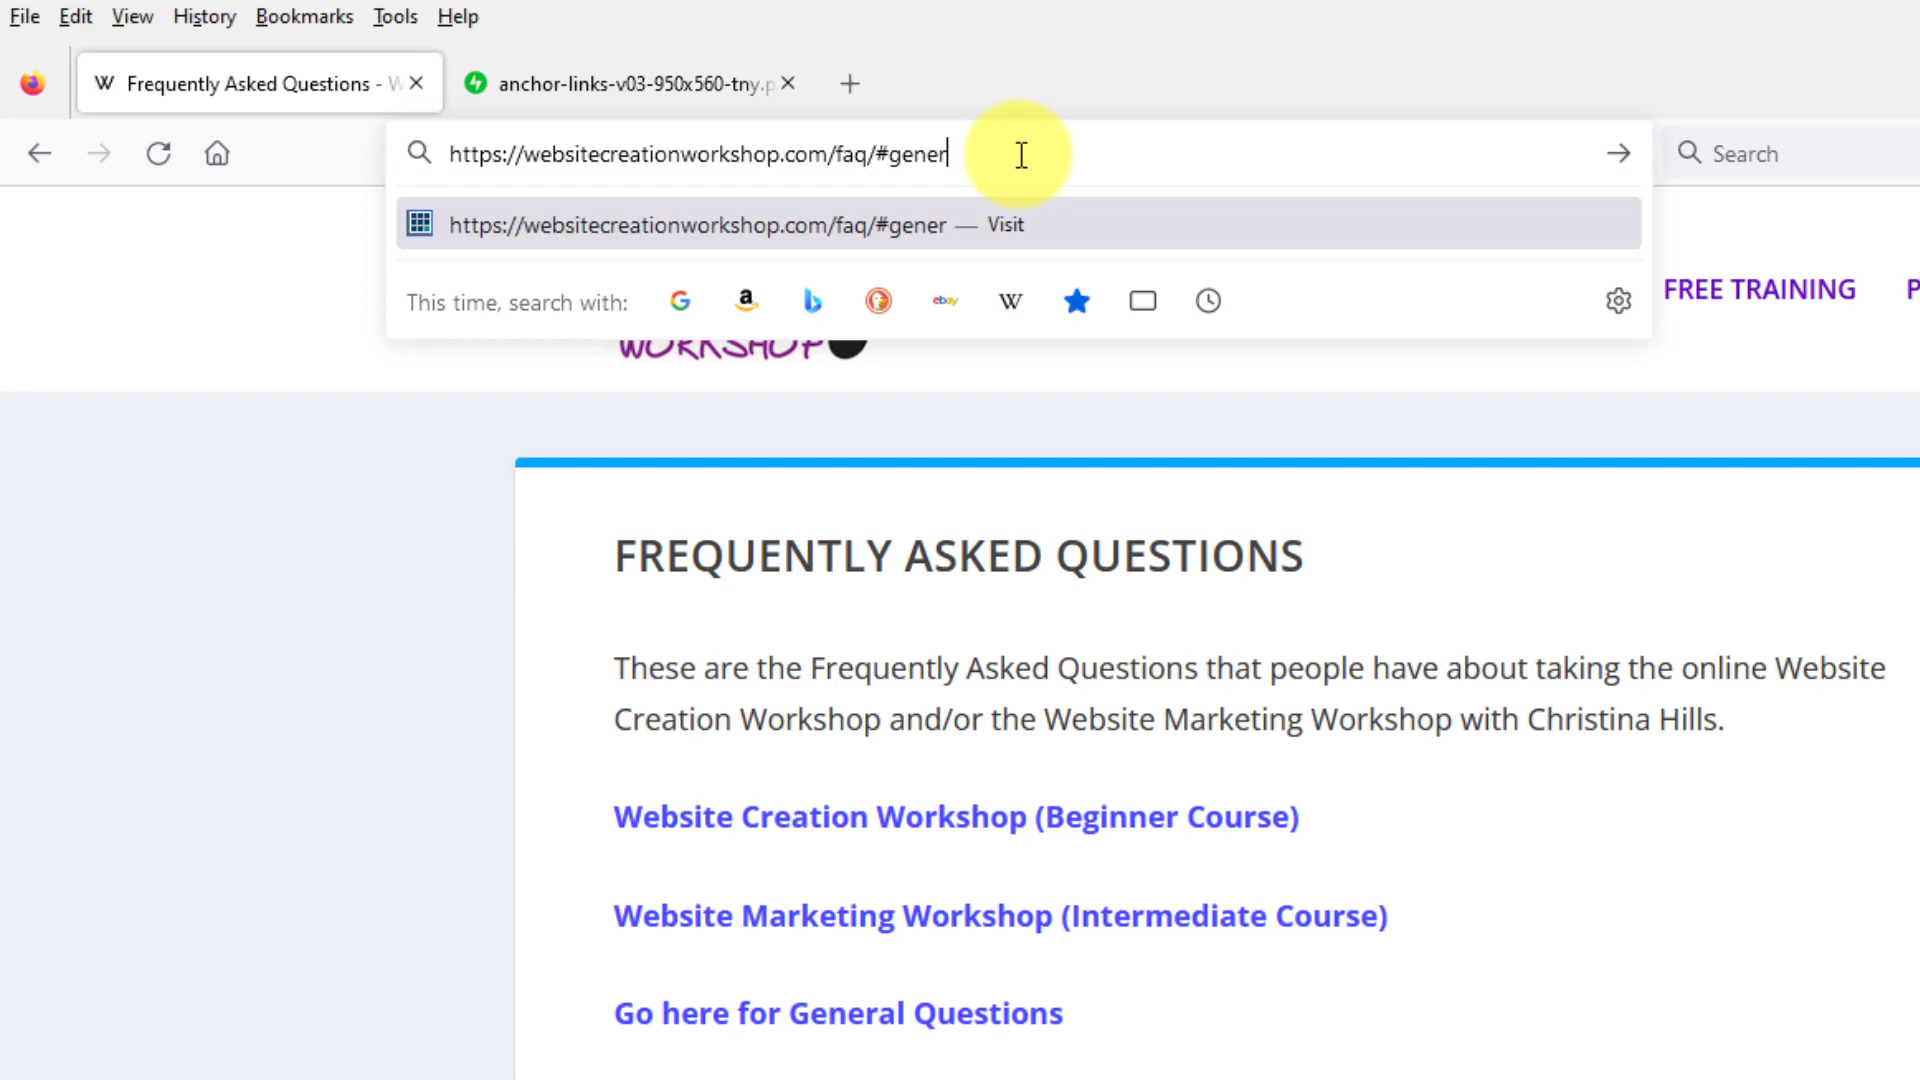 File Edit View History Bookmarks Tools Help
Frequently Asked Questions - W
anchor-links-v03-950x560-tny.p
https://websitecreationworkshop.com/faq/#gener
Search
https://websitecreationworkshop.com/faq/#gener — Visit
This time, search with:
FREE TRAINING P
WORKSHOP
FREQUENTLY ASKED QUESTIONS
These are the Frequently Asked Questions that people have about taking the online Website
Creation Workshop and/or the Website Marketing Workshop with Christina Hills.
Website Creation Workshop (Beginner Course)
Website Marketing Workshop (Intermediate Course)
Go here for General Questions